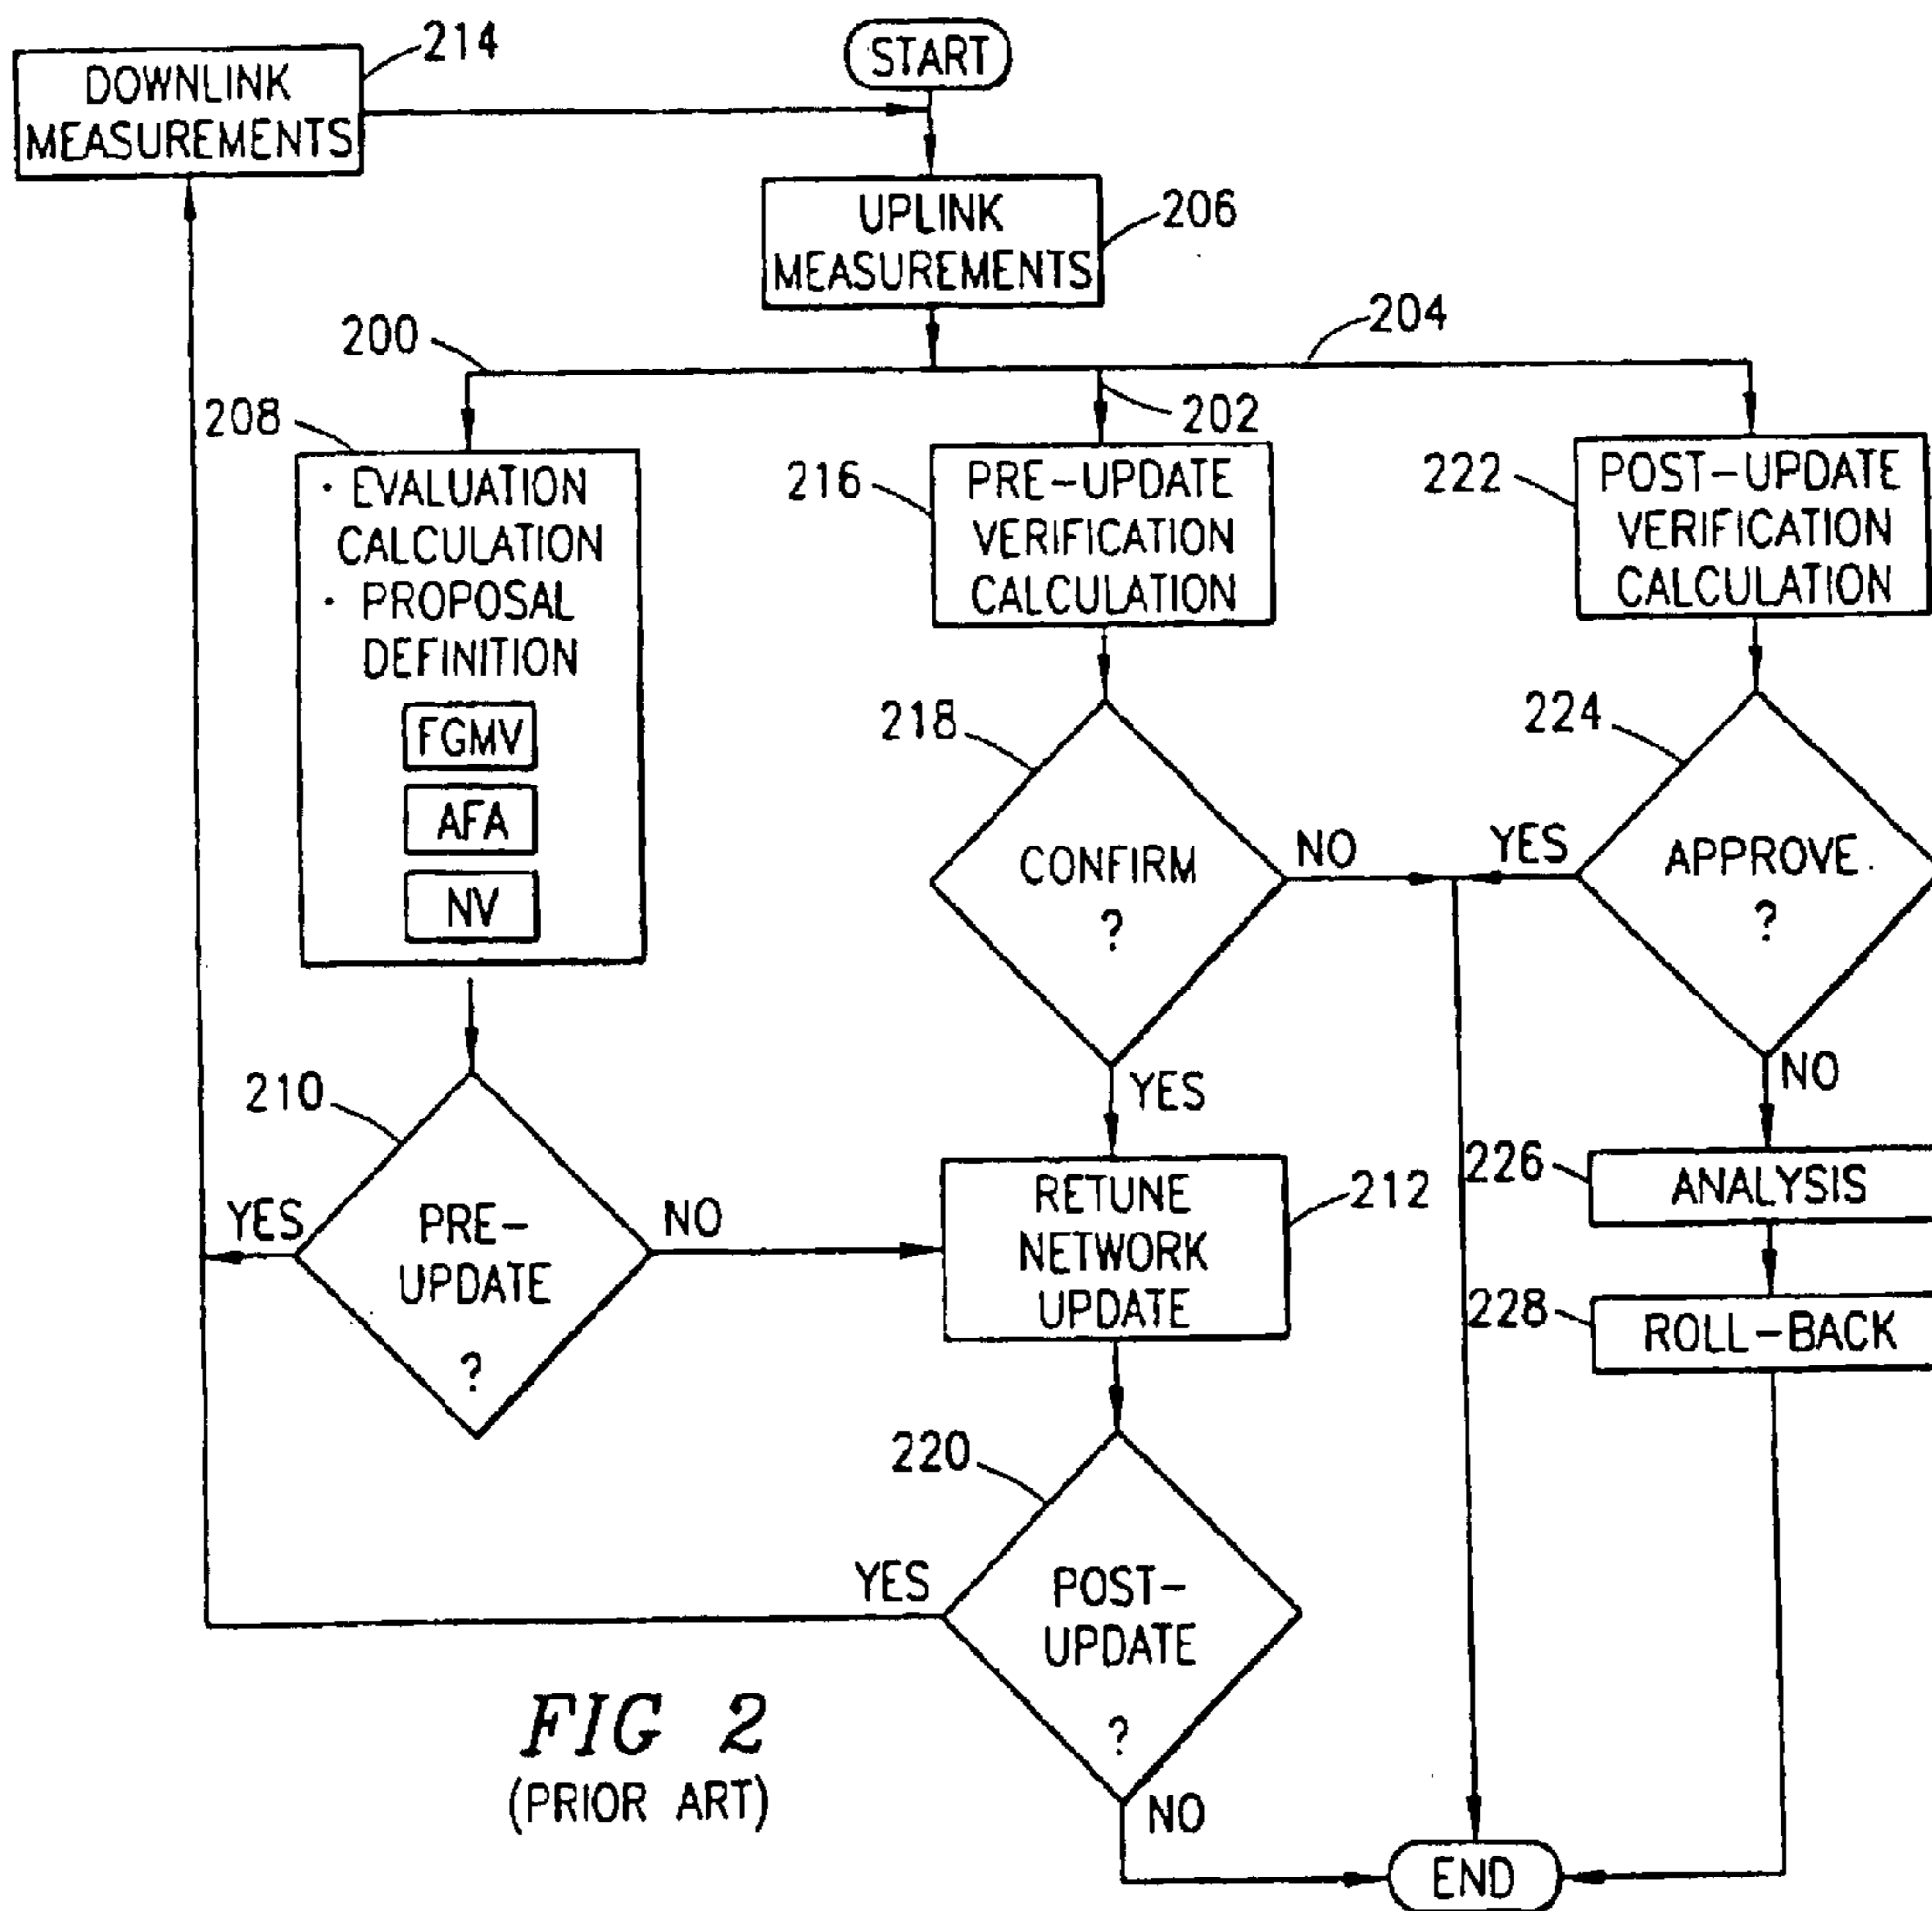 214
START
DOWNLINK
MEASUREMENTS
UPLINK
MEASUREMENTS
206
200
204
202
208
• EVALUATION
CALCULATION
• PROPOSAL
DEFINITION
FGMV
AFA
NV
216
PRE-UPDATE
VERIFICATION
CALCULATION
222
POST-UPDATE
VERIFICATION
CALCULATION
218
CONFIRM
?
NO
YES
224
APPROVE
?
YES
NO
210
PRE-
UPDATE
?
YES
NO
RETUNE
NETWORK
UPDATE
212
226
ANALYSIS
228
ROLL-BACK
220
POST-
UPDATE
?
YES
NO
FIG 2
(PRIOR ART)
END